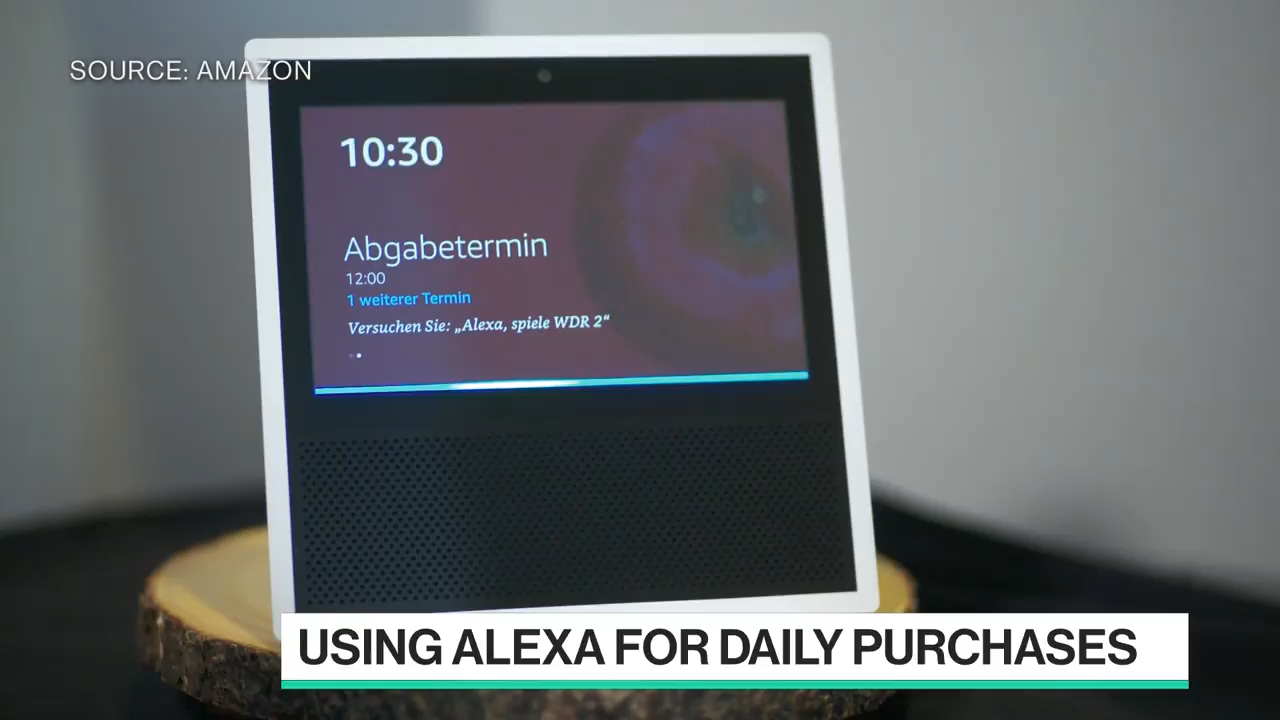 SOURCE: AMAZON
10:30
Abgabetermin
12:00
1 weiterer Termin
Versuchen Sie: „Alexa, spiele WDR 2“
USING ALEXA FOR DAILY PURCHASES